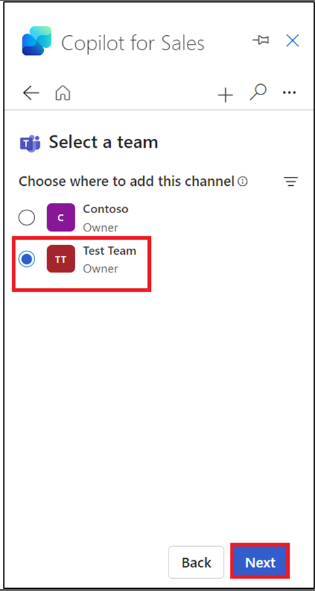 Copilot for Sales
Select a team
Choose where to add this channel
C
Contoso
Owner
TT
Test Team
Owner
Back
Next